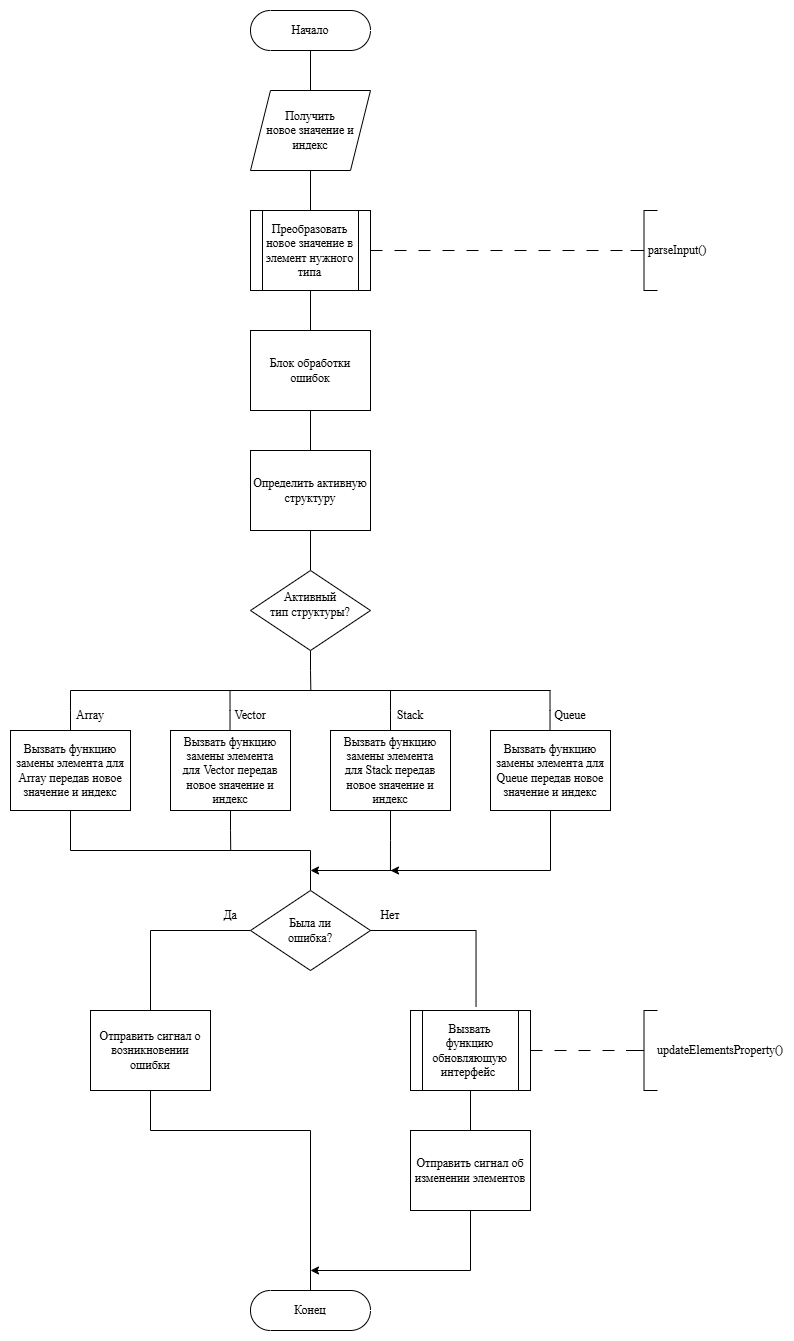 Начало
Получить
новое значение и
индекс
Преобразовать
новое значение в
элемент нужного
типа
parseInput()
Блок обработки
ошибок
Определить активную
структуру
Активный
тип структуры?
Array
Vector
Stack
Queue
Вызвать функцию
замены элемента для
Array передав новое
значение и индекс
Вызвать функцию
замены элемента
для Vector передав
новое значение и
индекс
Вызвать функцию
замены элемента
для Stack передав
новое значение и
индекс
Вызвать функцию
замены элемента для
Queue передав новое
значение и индекс
Да
Была ли
ошибка?
Нет
Отправить сигнал о
возникновении
ошибки
Вызвать
функцию
обновляющую
интерфейс
updateElementsProperty()
Отправить сигнал об
изменении элементов
Конец